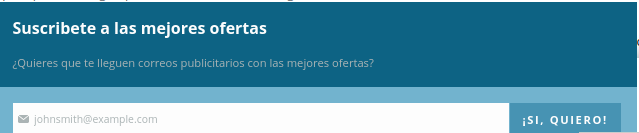 Suscribete a las mejores ofertas
¿Quieres que te lleguen correos publicitarios con las mejores ofertas?
johnsmith@example.com
¡SI, QUIERO!